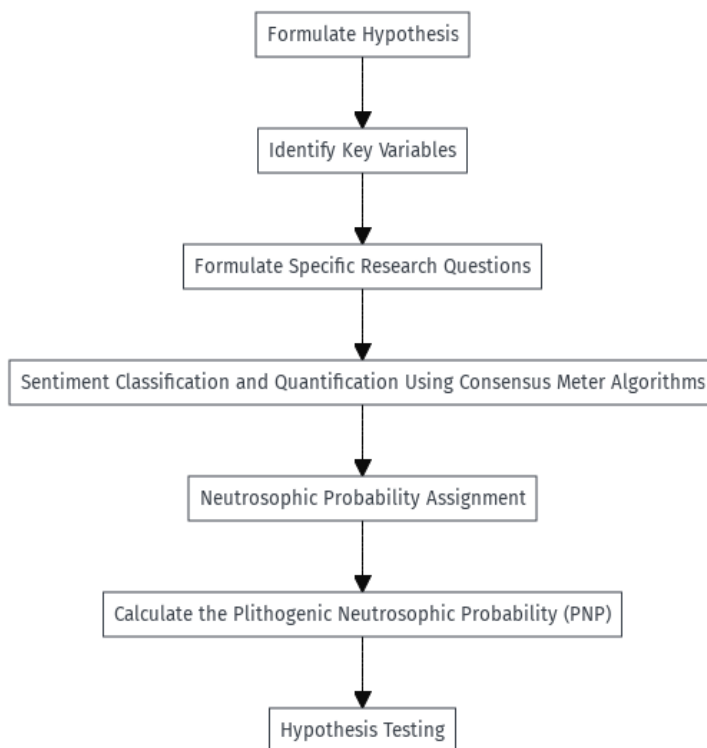 Formulate Hypothesis
Identify Key Variables
Formulate Specific Research Questions
Sentiment Classification and Quantification Using Consensus Meter Algorithms
Neutrosophic Probability Assignment
Calculate the Plithogenic Neutrosophic Probability (PNP)
Hypothesis Testing